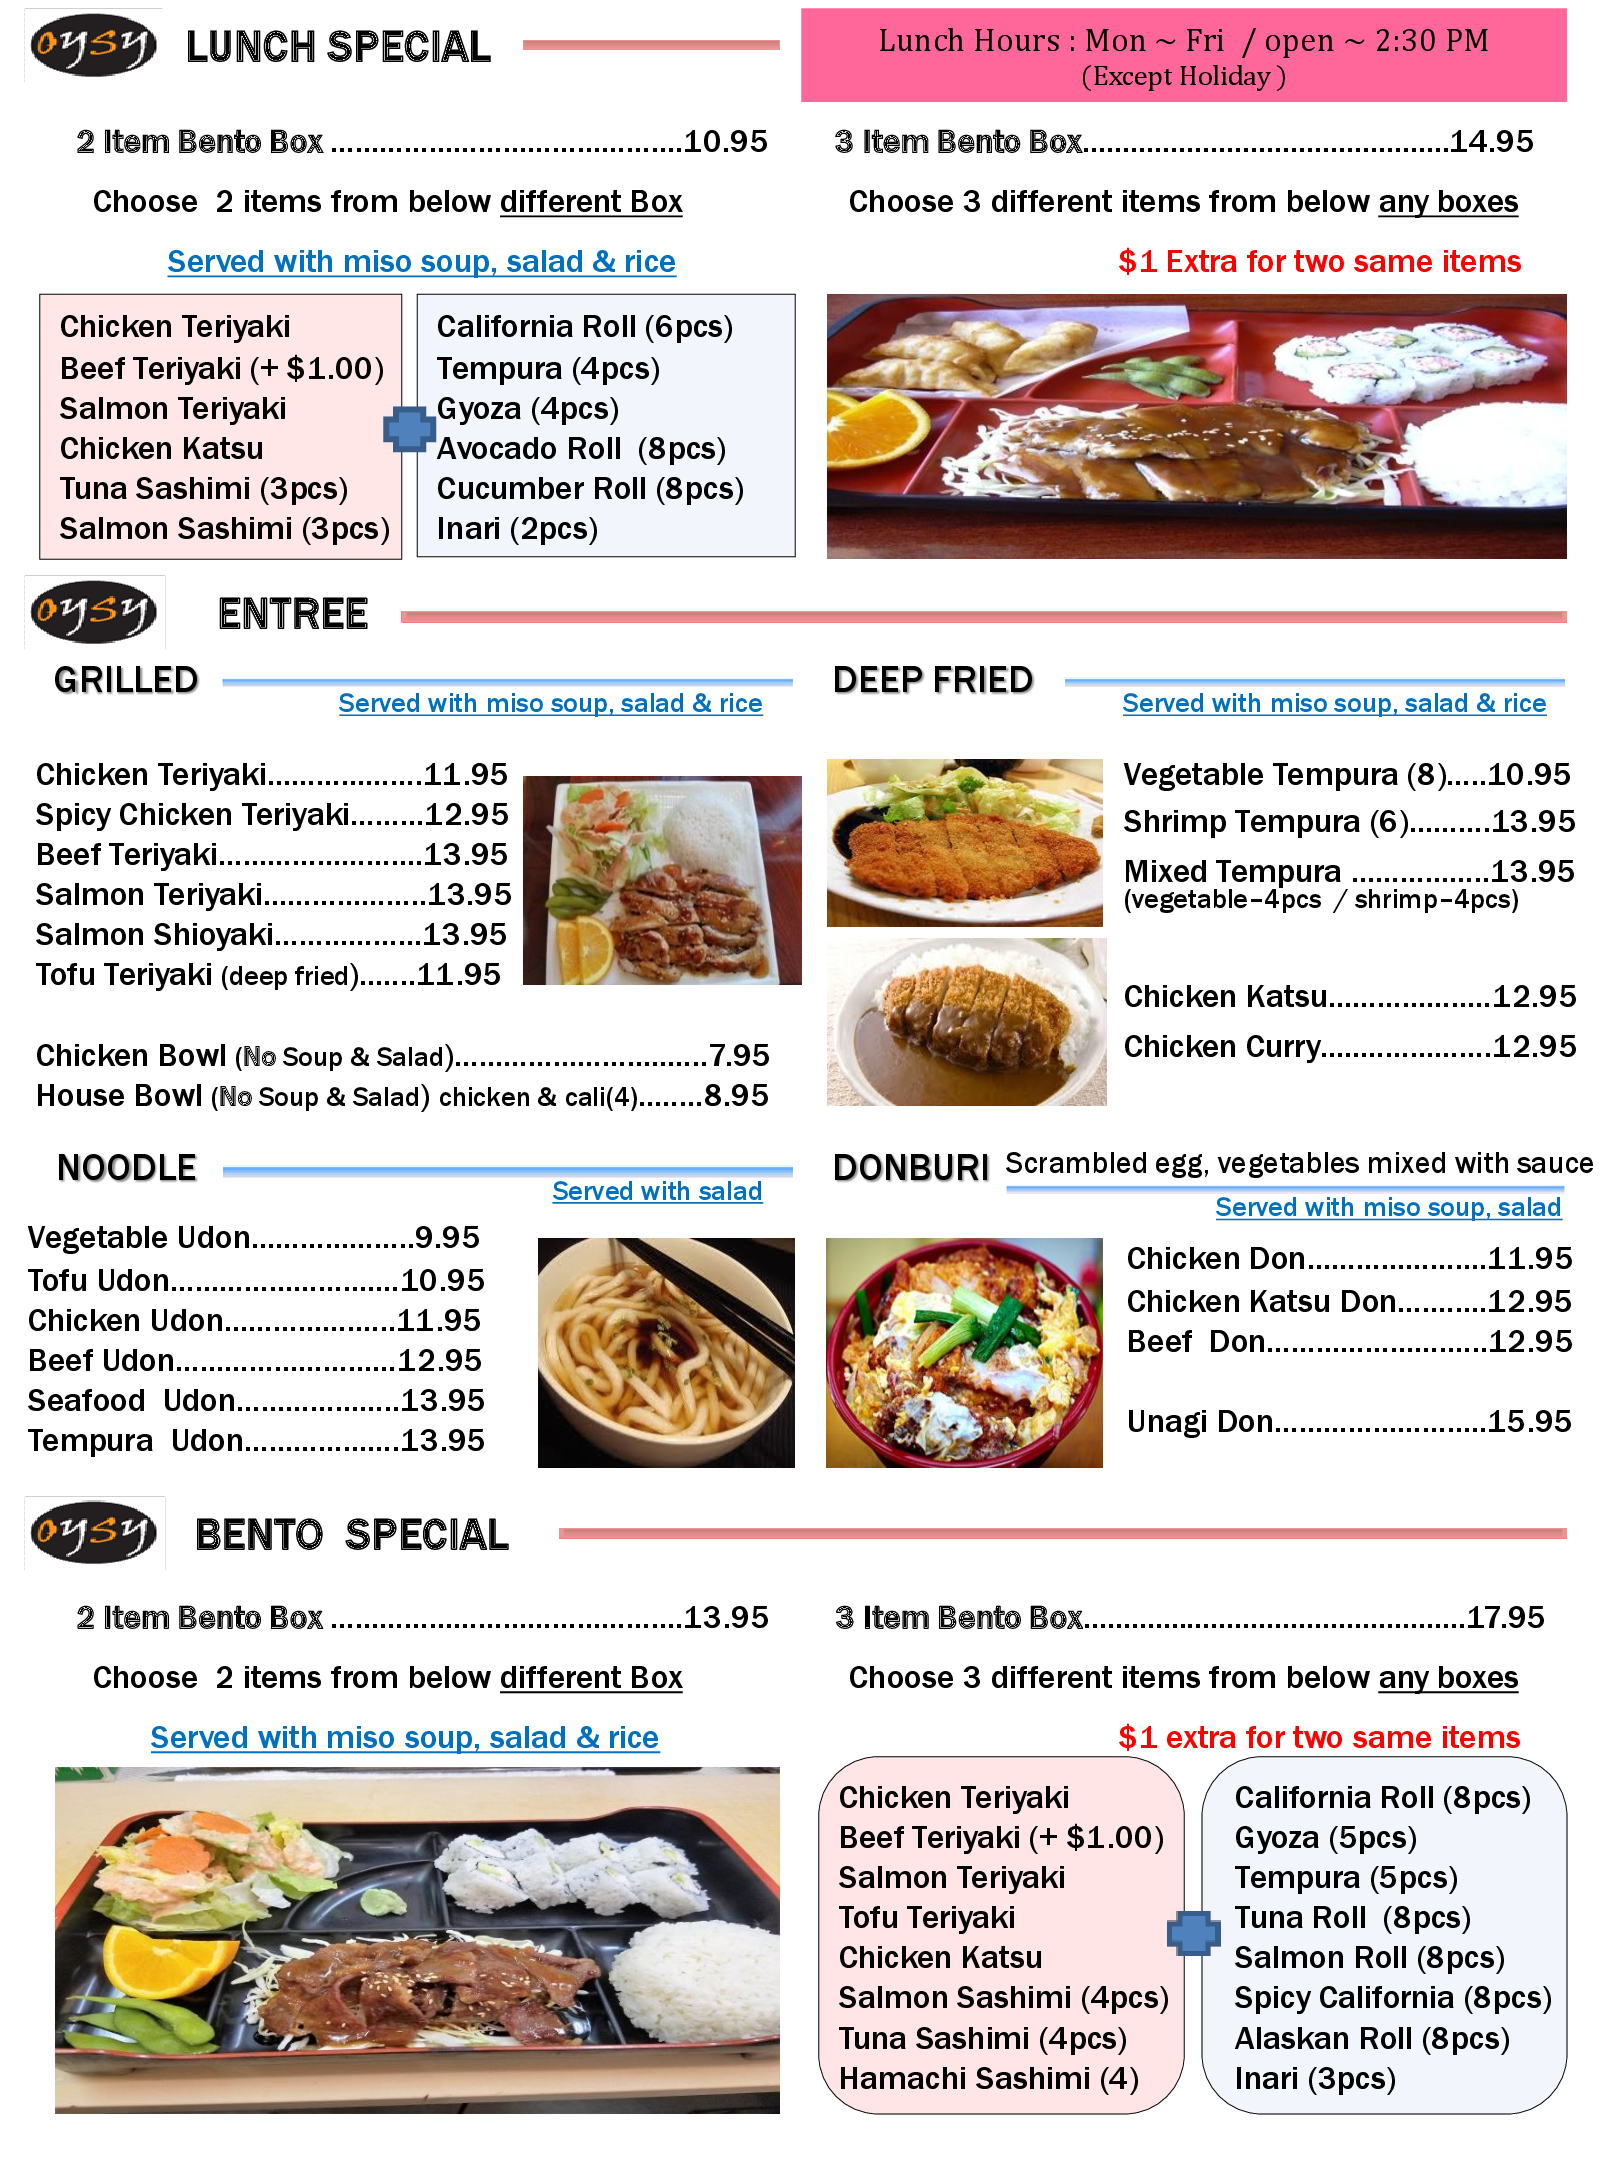 oysy
LUNCH SPECIAL
Lunch Hours : Mon ~ Fri / open ~ 2:30 PM
(Except Holiday )
2 Item Bento Box ............................................10.95
Choose 2 items from below different Box
Served with miso soup, salad & rice
3 Item Bento Box..............................................14.95
Choose 3 different items from below any boxes
$1 Extra for two same items
Chicken Teriyaki
Beef Teriyaki (+ $1.00)
Salmon Teriyaki
Chicken Katsu
Tuna Sashimi (3pcs)
Salmon Sashimi (3pcs)
California Roll (6pcs)
Tempura (4pcs)
Gyoza (4pcs)
Avocado Roll (8pcs)
Cucumber Roll (8pcs)
Inari (2pcs)
oysy
ENTREE
GRILLED
Served with miso soup, salad & rice
Chicken Teriyaki...................11.95
Spicy Chicken Teriyaki.........12.95
Beef Teriyaki.........................13.95
Salmon Teriyaki....................13.95
Salmon Shioyaki..................13.95
Tofu Teriyaki (deep fried).......11.95
Chicken Bowl (No Soup & Salad)...............................7.95
House Bowl (No Soup & Salad) chicken & cali(4)........8.95
DEEP FRIED
Served with miso soup, salad & rice
Vegetable Tempura (8).....10.95
Shrimp Tempura (6)..........13.95
Mixed Tempura .................13.95
(vegetable-4pcs / shrimp-4pcs)
Chicken Katsu....................12.95
Chicken Curry.....................12.95
NOODLE
Served with salad
Vegetable Udon....................9.95
Tofu Udon............................10.95
Chicken Udon.....................11.95
Beef Udon...........................12.95
Seafood Udon....................13.95
Tempura Udon...................13.95
DONBURI Scrambled egg, vegetables mixed with sauce
Served with miso soup, salad
Chicken Don......................11.95
Chicken Katsu Don...........12.95
Beef Don...........................12.95
Unagi Don..........................15.95
oysy
BENTO SPECIAL
2 Item Bento Box ............................................13.95
Choose 2 items from below different Box
Served with miso soup, salad & rice
3 Item Bento Box................................................17.95
Choose 3 different items from below any boxes
$1 extra for two same items
Chicken Teriyaki
Beef Teriyaki (+ $1.00)
Salmon Teriyaki
Tofu Teriyaki
Chicken Katsu
Salmon Sashimi (4pcs)
Tuna Sashimi (4pcs)
Hamachi Sashimi (4)
California Roll (8pcs)
Gyoza (5pcs)
Tempura (5pcs)
Tuna Roll (8pcs)
Salmon Roll (8pcs)
Spicy California (8pcs)
Alaskan Roll (8pcs)
Inari (3pcs)